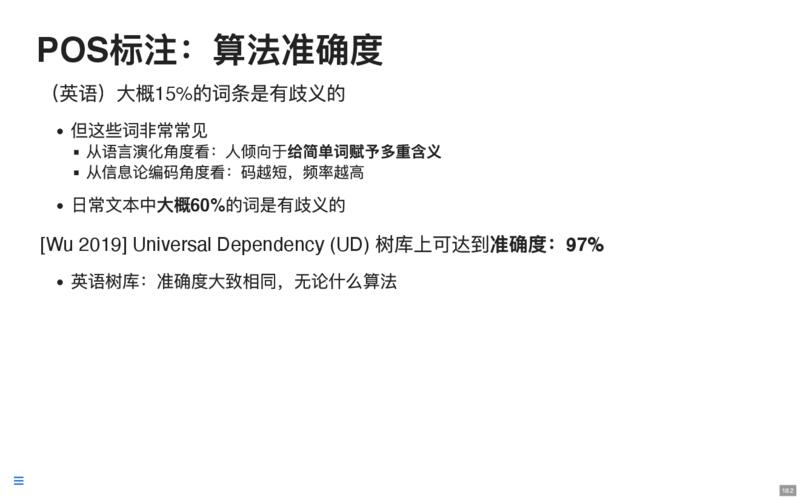 POS标注：算法准确度
（英语）大概15%的词条是有歧义的
• 但这些词非常常见
▪ 从语言演化角度看：人倾向于给简单词赋予多重含义
▪ 从信息论编码角度看：码越短，频率越高
• 日常文本中大概60%的词是有歧义的
[Wu 2019] Universal Dependency (UD) 树库上可达到准确度：97%
• 英语树库：准确度大致相同，无论什么算法
18.2